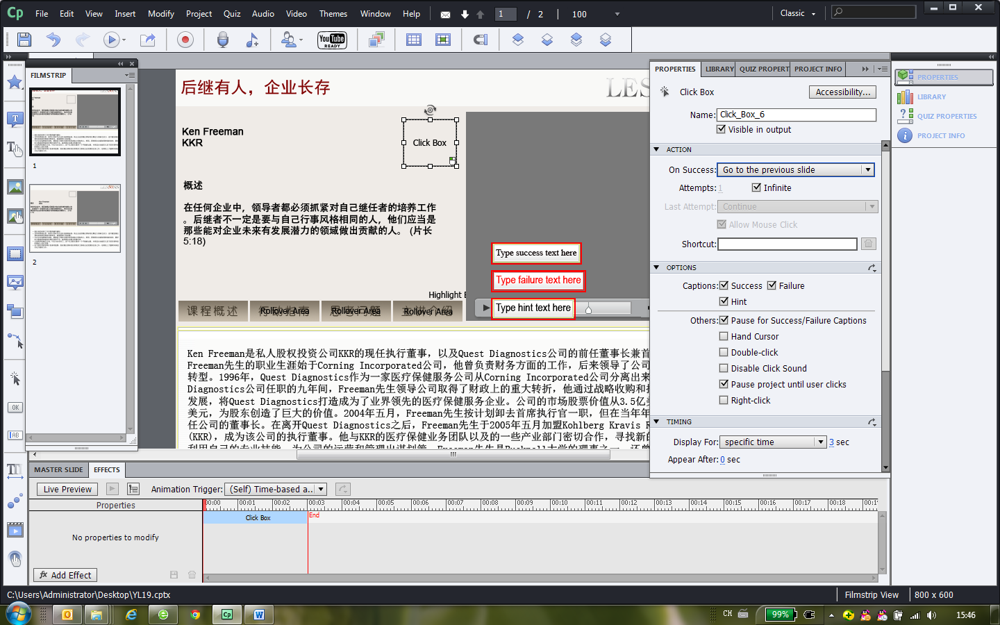 Cp File Edit View Insert Modify Project Quiz Audio Video Themes Window Help 1 / 2 100 Classic
You Tube READY
FILMSTRIP
1
2
后继有人，企业长存
Ken Freeman
KKR
Click Box
概述
在任何企业中，领导者都必须抓紧对自己继任者的培养工作
。后继者不一定是要与自己行事风格相同的人，他们应当是
那些能对企业未来有发展潜力的领域做出贡献的人。 (片长
5:18)
Type success text here
Type failure text here
Type hint text here
Highlight
课程概述 行动指南 思考问题 主讲介绍
Rollover Area Rollover Area Rollover Area
Ken Freeman是私人股权投资公司KKR的现任执行董事，以及Quest Diagnostics公司的前任董事长兼首
Freeman先生的职业生涯始于Corning Incorporated公司，他曾负责财务方面的工作，后来领导了公司
转型。1996年，Quest Diagnostics作为一家医疗保健服务公司从Corning Incorporated公司分离出来
Diagnostics公司任职的九年间，Freeman先生领导公司取得了财政上的重大转折，他通过战略收购和
发展，将Quest Diagnostics打造成为了业界领先的医疗保健服务企业。公司的市场股票价值从3.5亿
美元，为股东创造了巨大的价值。2004年五月，Freeman先生按计划卸去首席执行官一职，但在当年年
任公司的董事长。在离开Quest Diagnostics之后，Freeman先生于2005年五月加盟Kohlberg Kravis R
(KKR)，成为该公司的执行董事。他与KKR的医疗保健业务团队以及的一些产业部门密切合作，寻找新的
PROPERTIES LIBRARY QUIZ PROPERT PROJECT INFO
Click Box Accessibility...
Name: Click_Box_6
Visible in output
ACTION
On Success: Go to the previous slide
Attempts: 1 Infinite
Last Attempt: Continue
Allow Mouse Click
Shortcut:
OPTIONS
Captions: Success Failure
Hint
Others: Pause for Success/Failure Captions
Hand Cursor
Double-click
Disable Click Sound
Pause project until user clicks
Right-click
TIMING
Display For: specific time 3 sec
Appear After: 0 sec
PROPERTIES
LIBRARY
QUIZ PROPERTIES
PROJECT INFO
MASTER SLIDE EFFECTS
Live Preview Animation Trigger: (Self) Time-based a..
Properties 00:00 00:01 00:02 00:03 00:04 00:05 00:06 00:07 00:08 00:09 00:10 00:11 00:12 00:13 00:14 00:15 00:16 00:17 00:18
Click Box End
No properties to modify
fx Add Effect
C:\Users\Administrator\Desktop\YL19.cptx Filmstrip View 800 x 600
CH 99% 15:46